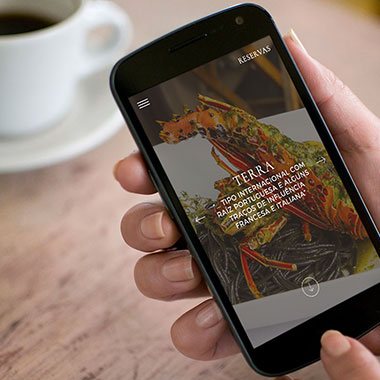 RESERVAS
TERRA
TIPO INTERNACIONAL COM
RAIZ PORTUGUESA E ALGUNS
TRAÇOS DE INFLUÊNCIA
FRANCESA E ITALIANA"